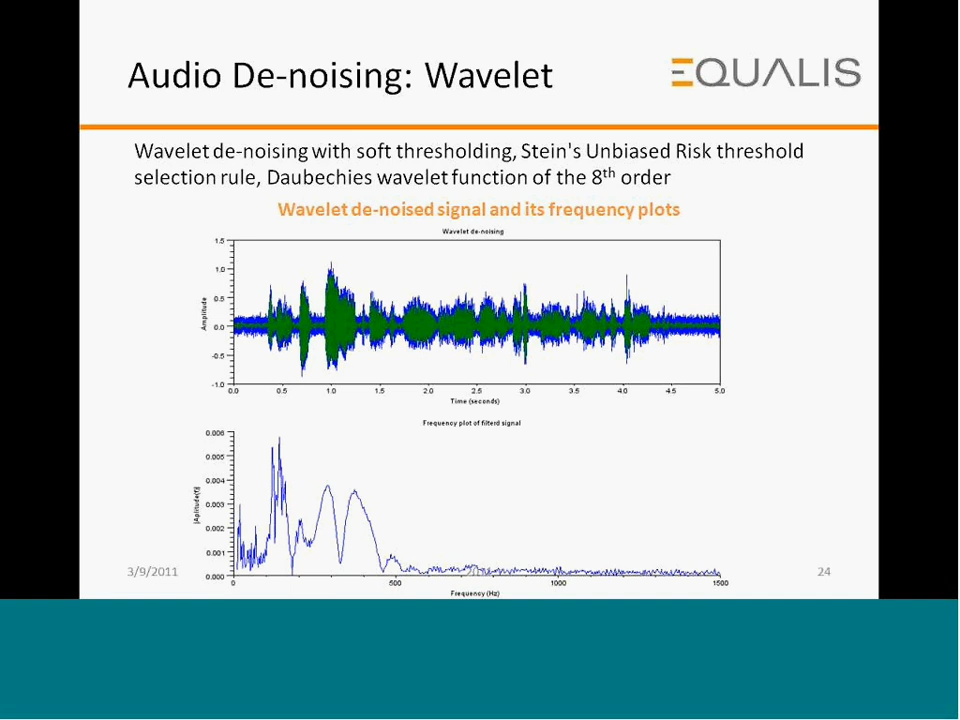 Audio De-noising: Wavelet
EQUALIS
Wavelet de-noising with soft thresholding, Stein's Unbiased Risk threshold
selection rule, Daubechies wavelet function of the 8th order
Wavelet de-noised signal and its frequency plots
Wavelet de-noising
1.5
1.0
0.5
0.0
-0.5
-1.0
Amplitude
0.0 0.5 1.0 1.5 2.0 2.5 3.0 3.5 4.0 4.5 5.0
Time (seconds)
Frequency plot of filterd signal
0.006
0.005
0.004
0.003
0.002
0.001
0.000
|Aplitude(f)|
0 500 1000 1500
Frequency (Hz)
3/9/2011
24